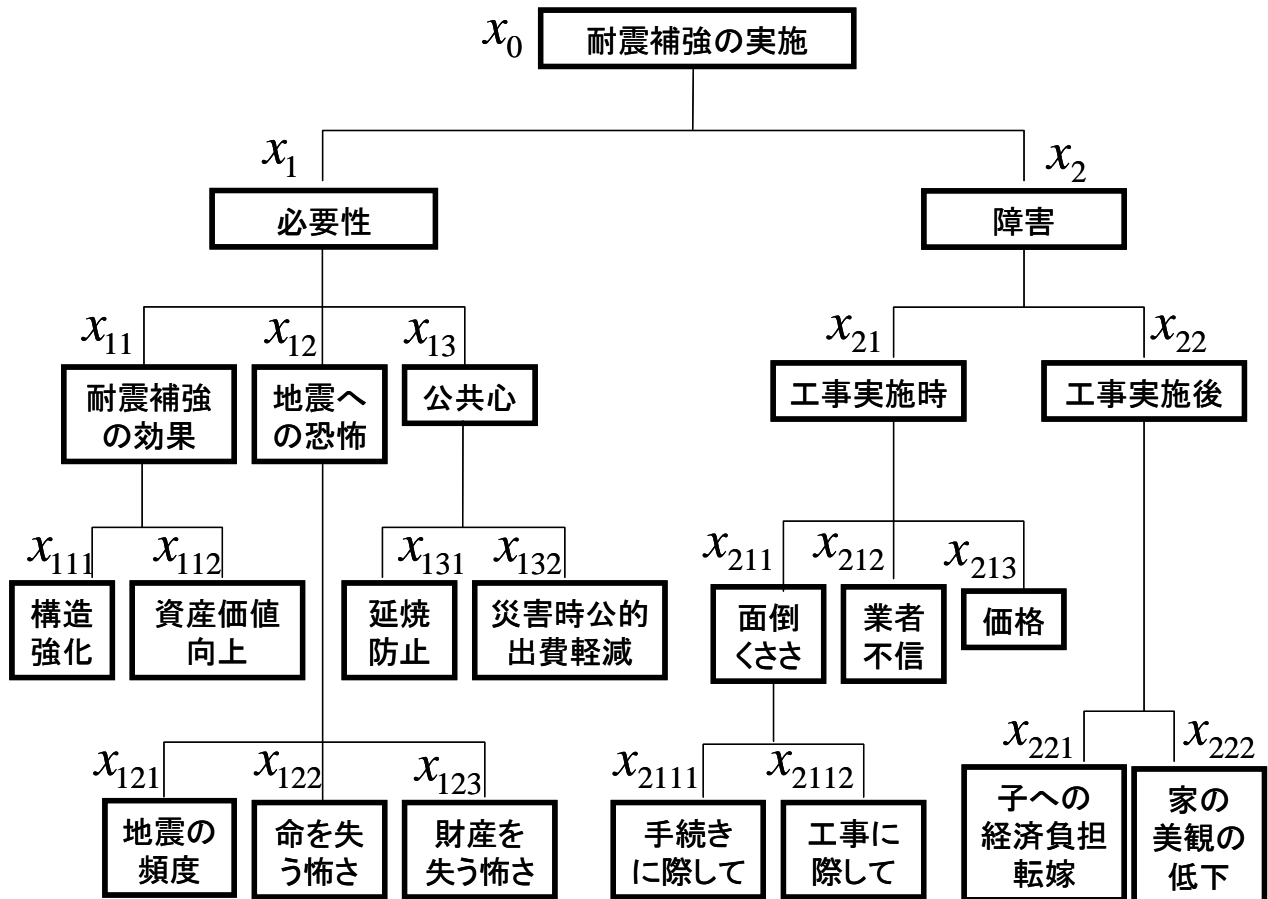 x0
耐震補強の実施
x1
必要性
x2
障害
x11
耐震補強
の効果
x12
地震へ
の恐怖
x13
公共心
x21
工事実施時
x22
工事実施後
x111
構造
強化
x112
資産価値
向上
x131
延焼
防止
x132
災害時公的
出費軽減
x211
面倒
くささ
x212
業者
不信
x213
価格
x121
地震の
頻度
x122
命を失
う怖さ
x123
財産を
失う怖さ
x2111
手続き
に際して
x2112
工事に
際して
x221
子への
経済負担
転嫁
x222
家の
美観の
低下